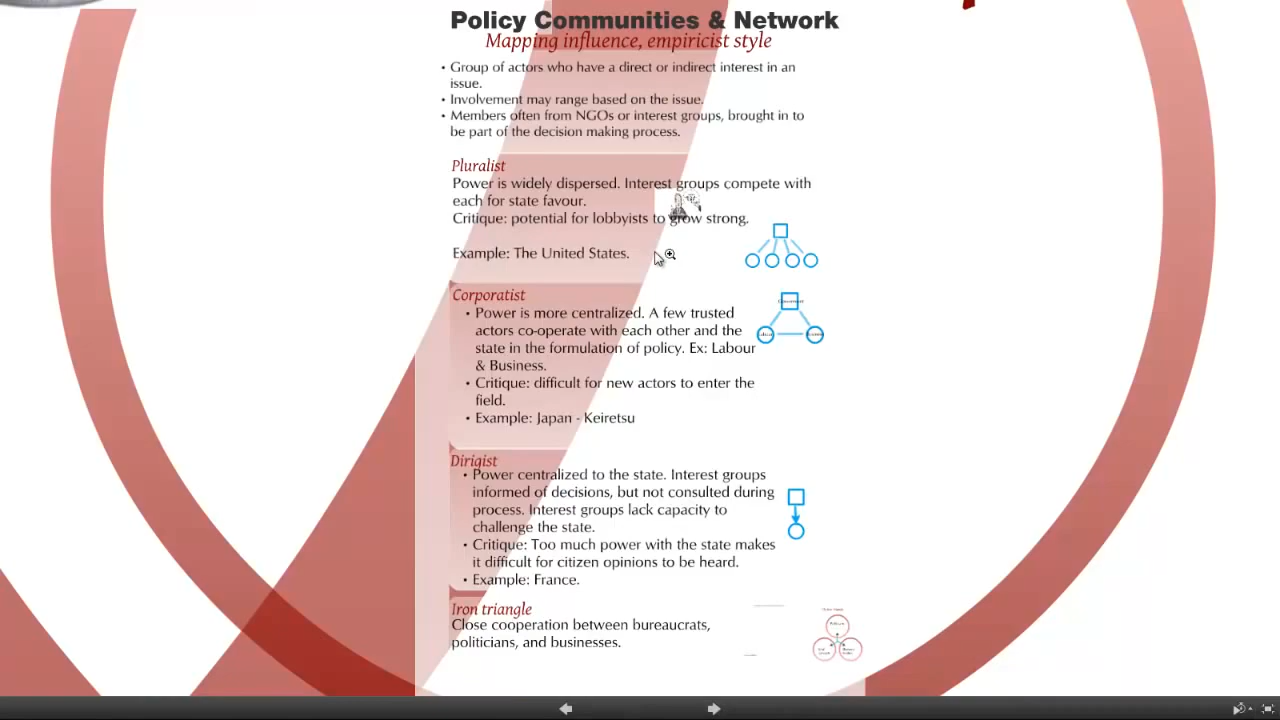 Policy Communities & Network
Mapping influence, empiricist style
• Group of actors who have a direct or indirect interest in an
issue.
• Involvement may range based on the issue.
• Members often from NGOs or interest groups, brought in to
be part of the decision making process.
Pluralist
Power is widely dispersed. Interest groups compete with
each for state favour.
Critique: potential for lobbyists to grow strong.
Example: The United States.
Corporatist
• Power is more centralized. A few trusted
actors co-operate with each other and the
state in the formulation of policy. Ex: Labour
& Business.
• Critique: difficult for new actors to enter the
field.
• Example: Japan - Keiretsu
Government
Dirigist
• Power centralized to the state. Interest groups
informed of decisions, but not consulted during
process. Interest groups lack capacity to
challenge the state.
• Critique: Too much power with the state makes
it difficult for citizen opinions to be heard.
• Example: France.
Iron triangle
Close cooperation between bureaucrats,
politicians, and businesses.